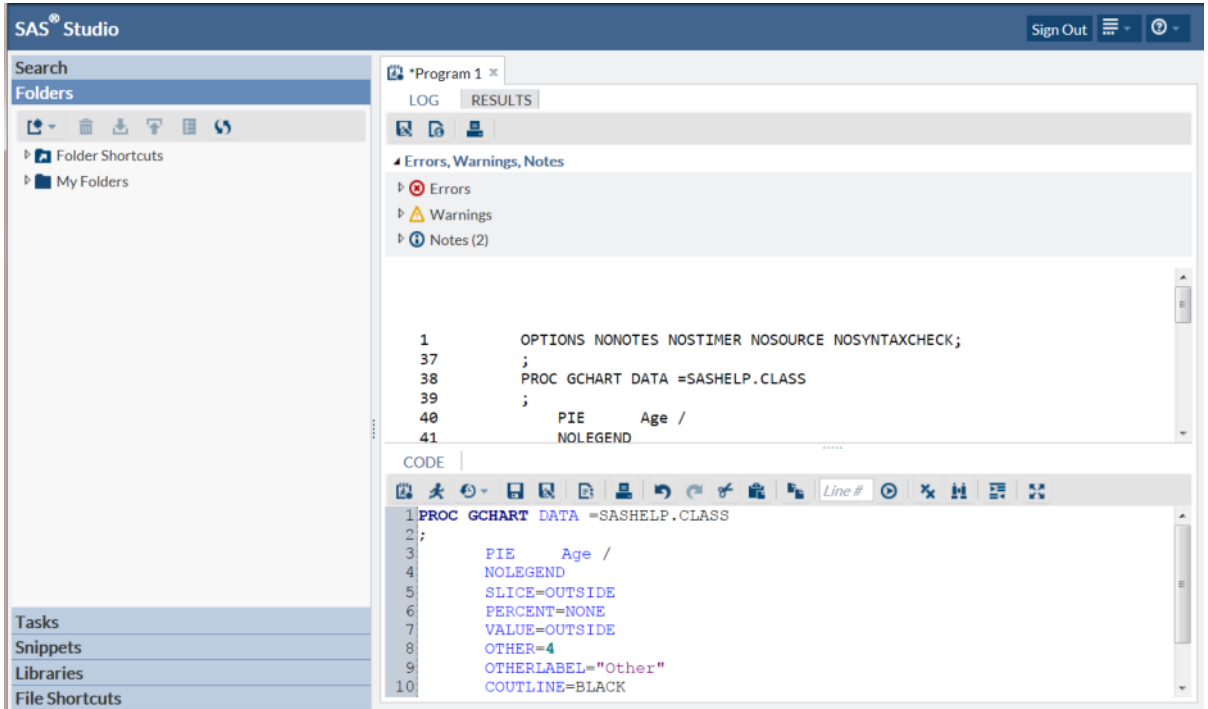 SAS® Studio
Sign Out
Search
Folders
Folder Shortcuts
My Folders
Tasks
Snippets
Libraries
File Shortcuts
*Program 1
LOG RESULTS
Errors, Warnings, Notes
Errors
Warnings
Notes (2)
1 OPTIONS NONOTES NOSTIMER NOSOURCE NOSYNTAXCHECK;
37 ;
38 PROC GCHART DATA =SASHELP.CLASS
39 ;
40 PIE Age /
41 NOLEGEND
CODE
Line #
1 PROC GCHART DATA =SASHELP.CLASS
2 ;
3 PIE Age /
4 NOLEGEND
5 SLICE=OUTSIDE
6 PERCENT=NONE
7 VALUE=OUTSIDE
8 OTHER=4
9 OTHERLABEL="Other"
10 COUTLINE=BLACK